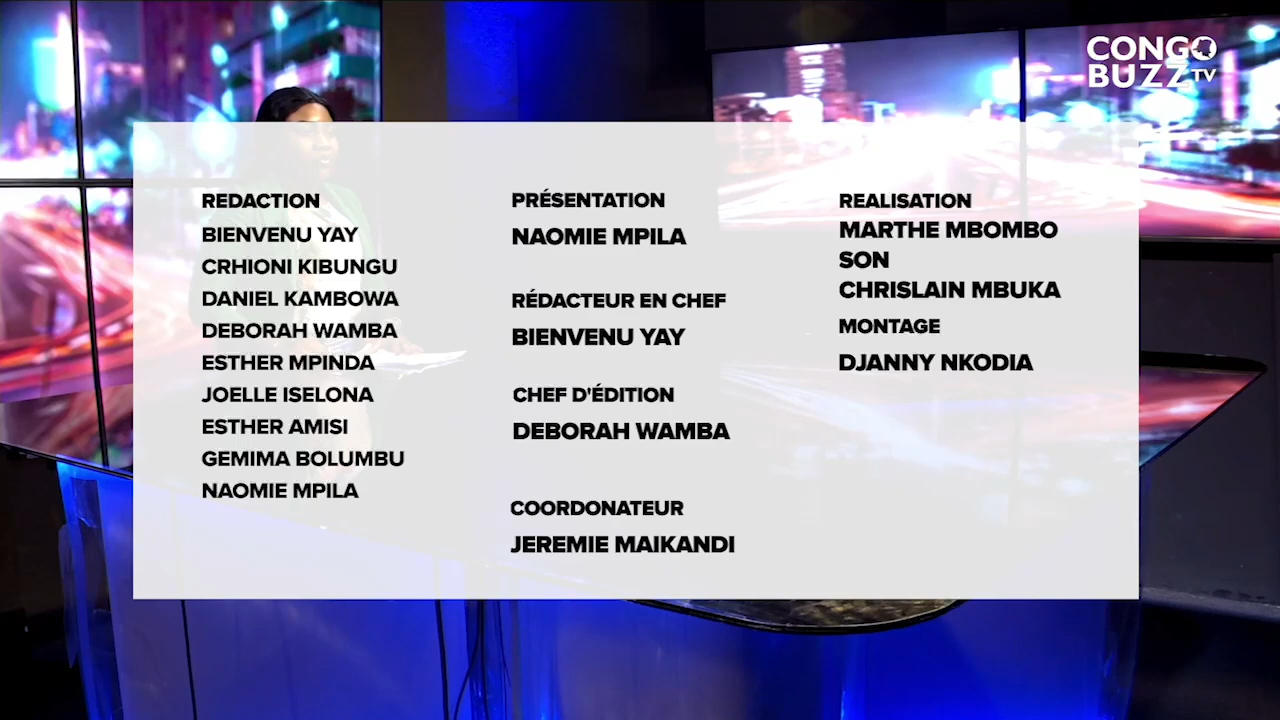 CONGO
BUZZ TV
REDACTION
BIENVENU YAY
CRHIONI KIBUNGU
DANIEL KAMBOWA
DEBORAH WAMBA
ESTHER MPINDA
JOELLE ISELONA
ESTHER AMISI
GEMIMA BOLUMBU
NAOMIE MPILA
PRÉSENTATION
NAOMIE MPILA
RÉDACTEUR EN CHEF
BIENVENU YAY
CHEF D'ÉDITION
DEBORAH WAMBA
COORDONATEUR
JEREMIE MAIKANDI
REALISATION
MARTHE MBOMBO
SON
CHRISLAIN MBUKA
MONTAGE
DJANNY NKODIA